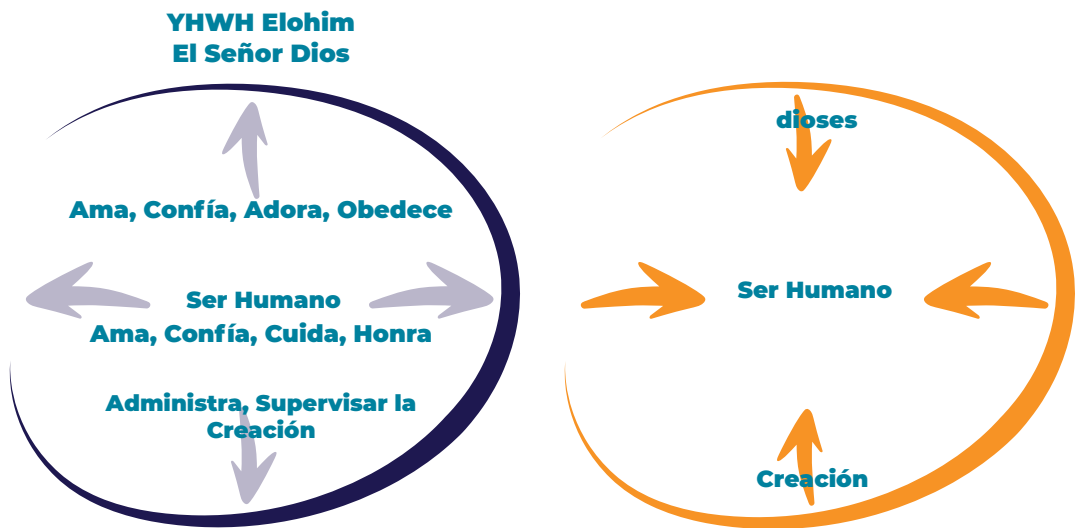 YHWH Elohim
El Señor Dios
Ama, Confía, Adora, Obedece
Ser Humano
Ama, Confía, Cuida, Honra
Administra, Supervisar la
Creación
dioses
Ser Humano
Creación